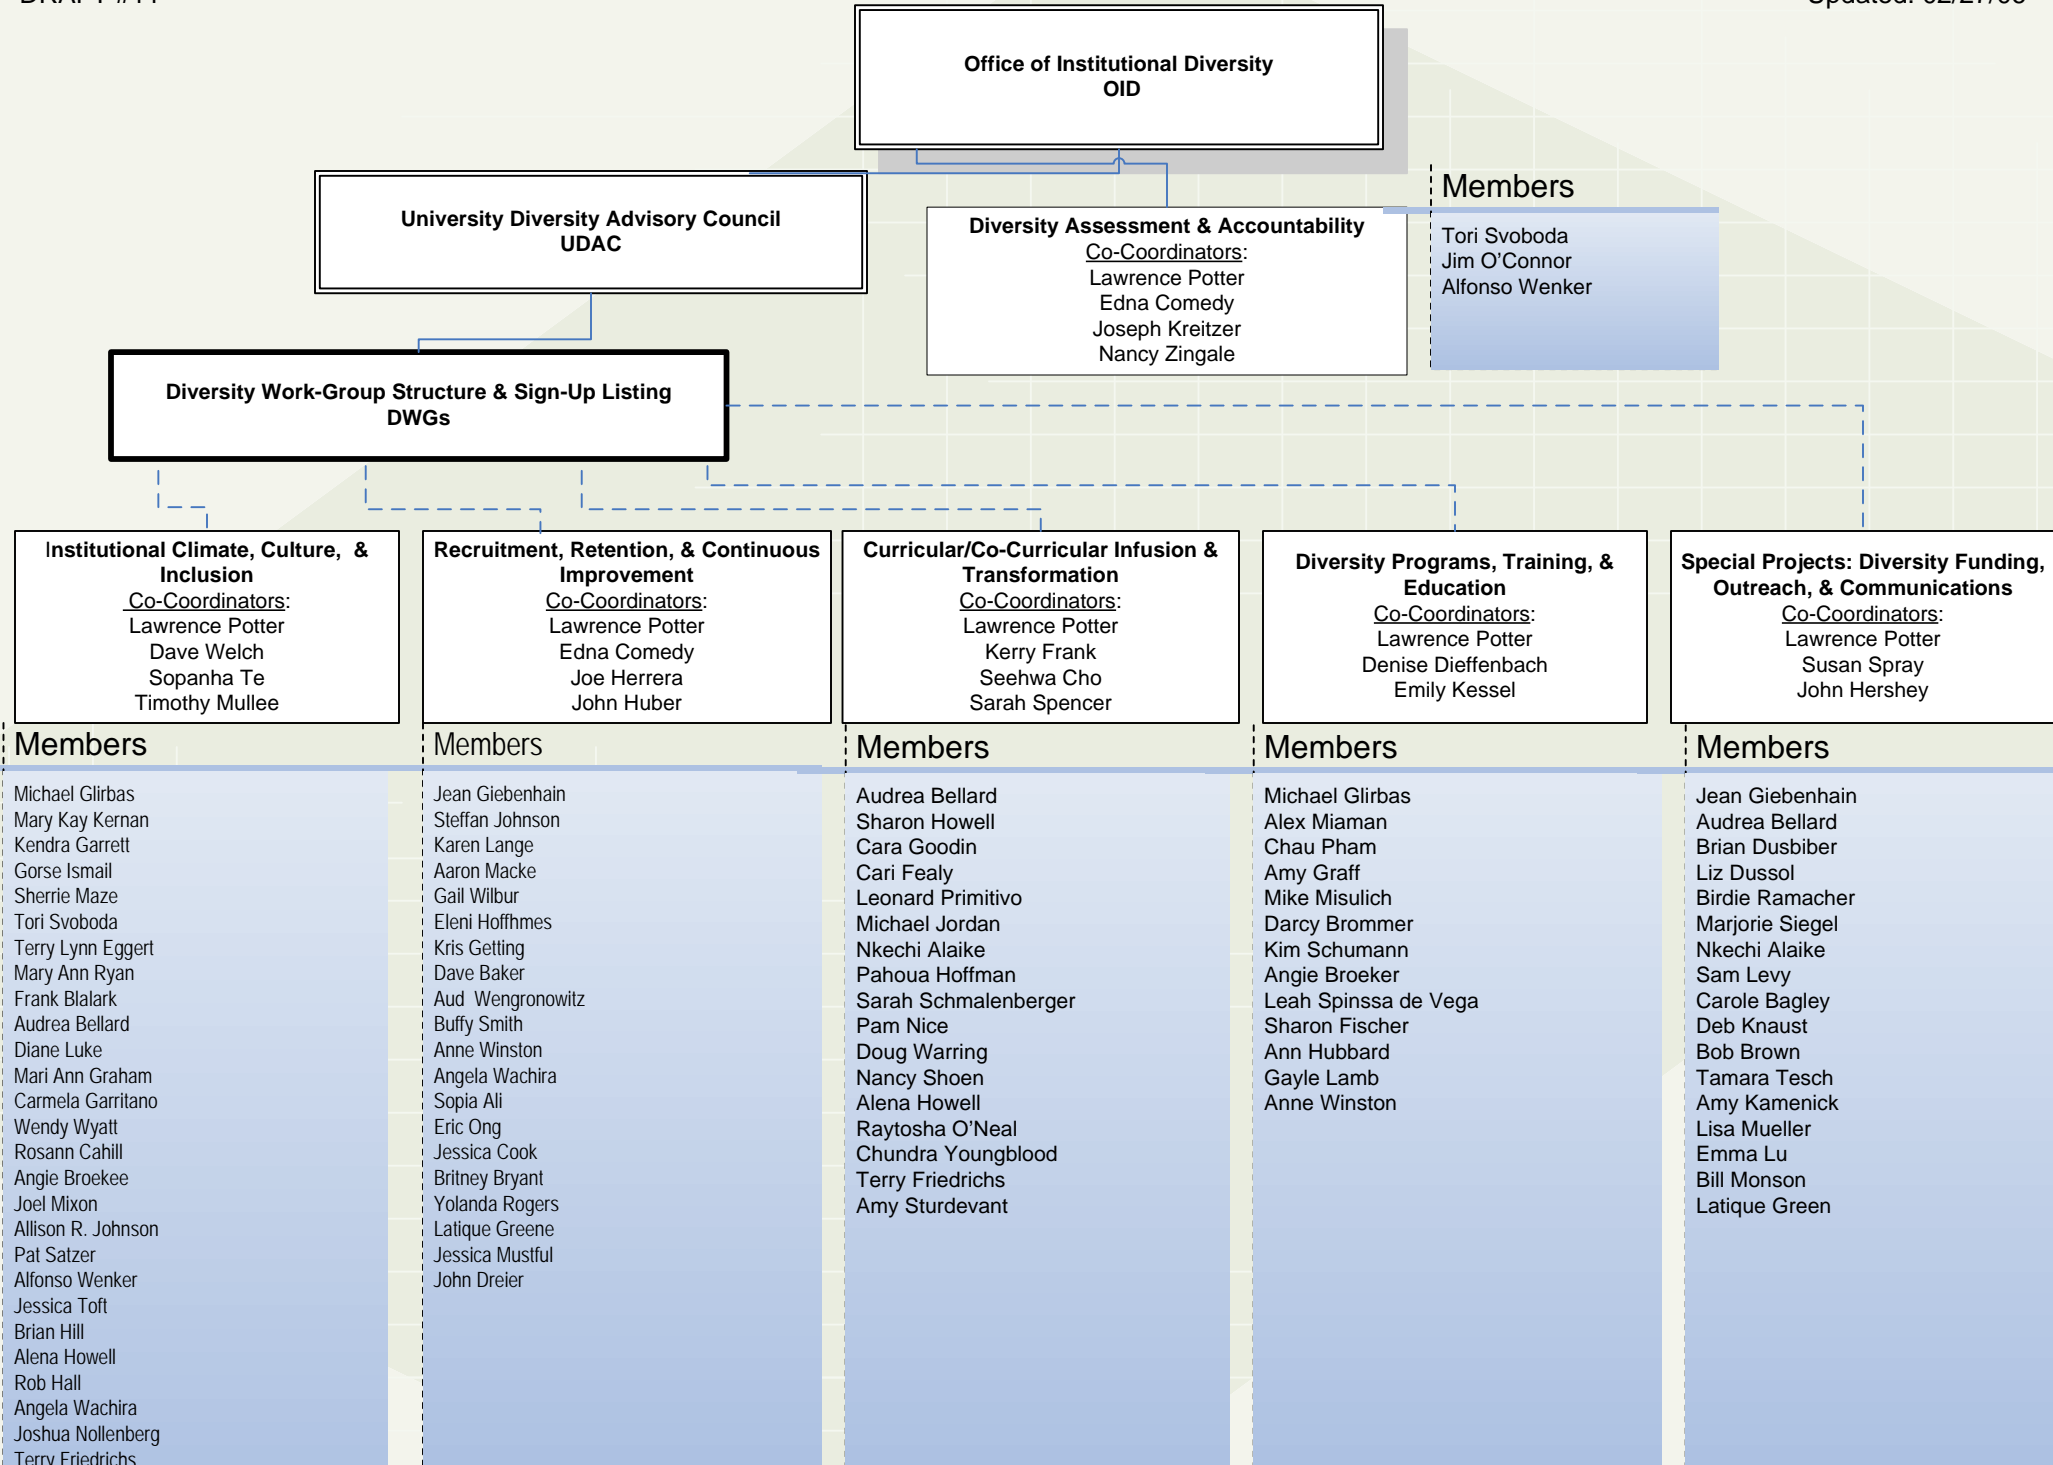 Office of Institutional Diversity
OID
University Diversity Advisory Council
UDAC
Diversity Assessment & Accountability
Co-Coordinators:
Lawrence Potter
Edna Comedy
Joseph Kreitzer
Nancy Zingale
Members
Tori Svoboda
Jim O’Connor
Alfonso Wenker
Diversity Work-Group Structure & Sign-Up Listing
DWGs
Institutional Climate, Culture, &
Inclusion
Co-Coordinators:
Lawrence Potter
Dave Welch
Sopanha Te
Timothy Mullee
Recruitment, Retention, & Continuous
Improvement
Co-Coordinators:
Lawrence Potter
Edna Comedy
Joe Herrera
John Huber
Curricular/Co-Curricular Infusion &
Transformation
Co-Coordinators:
Lawrence Potter
Kerry Frank
Seehwa Cho
Sarah Spencer
Diversity Programs, Training, &
Education
Co-Coordinators:
Lawrence Potter
Denise Dieffenbach
Emily Kessel
Special Projects: Diversity Funding,
Outreach, & Communications
Co-Coordinators:
Lawrence Potter
Susan Spray
John Hershey
Members
Michael Glirbas
Mary Kay Kernan
Kendra Garrett
Gorse Ismail
Sherrie Maze
Tori Svoboda
Terry Lynn Eggert
Mary Ann Ryan
Frank Blalark
Audrea Bellard
Diane Luke
Mari Ann Graham
Carmela Garritano
Wendy Wyatt
Rosann Cahill
Angie Broekee
Joel Mixon
Allison R. Johnson
Pat Satzer
Alfonso Wenker
Jessica Toft
Brian Hill
Alena Howell
Rob Hall
Angela Wachira
Joshua Nollenberg
Terry Friedrichs
Members
Jean Giebenhain
Steffan Johnson
Karen Lange
Aaron Macke
Gail Wilbur
Eleni Hoffhmes
Kris Getting
Dave Baker
Aud  Wengronowitz
Buffy Smith
Anne Winston
Angela Wachira
Sopia Ali
Eric Ong
Jessica Cook
Britney Bryant
Yolanda Rogers
Latique Greene
Jessica Mustful
John Dreier
Members
Audrea Bellard
Sharon Howell
Cara Goodin
Cari Fealy
Leonard Primitivo
Michael Jordan
Nkechi Alaike
Pahoua Hoffman
Sarah Schmalenberger
Pam Nice
Doug Warring
Nancy Shoen
Alena Howell
Raytosha O’Neal
Chundra Youngblood
Terry Friedrichs
Amy Sturdevant
Members
Michael Glirbas
Alex Miaman
Chau Pham
Amy Graff
Mike Misulich
Darcy Brommer
Kim Schumann
Angie Broeker
Leah Spinssa de Vega
Sharon Fischer
Ann Hubbard
Gayle Lamb
Anne Winston
Members
Jean Giebenhain
Audrea Bellard
Brian Dusbiber
Liz Dussol
Birdie Ramacher
Marjorie Siegel
Nkechi Alaike
Sam Levy
Carole Bagley
Deb Knaust
Bob Brown
Tamara Tesch
Amy Kamenick
Lisa Mueller
Emma Lu
Bill Monson
Latique Green